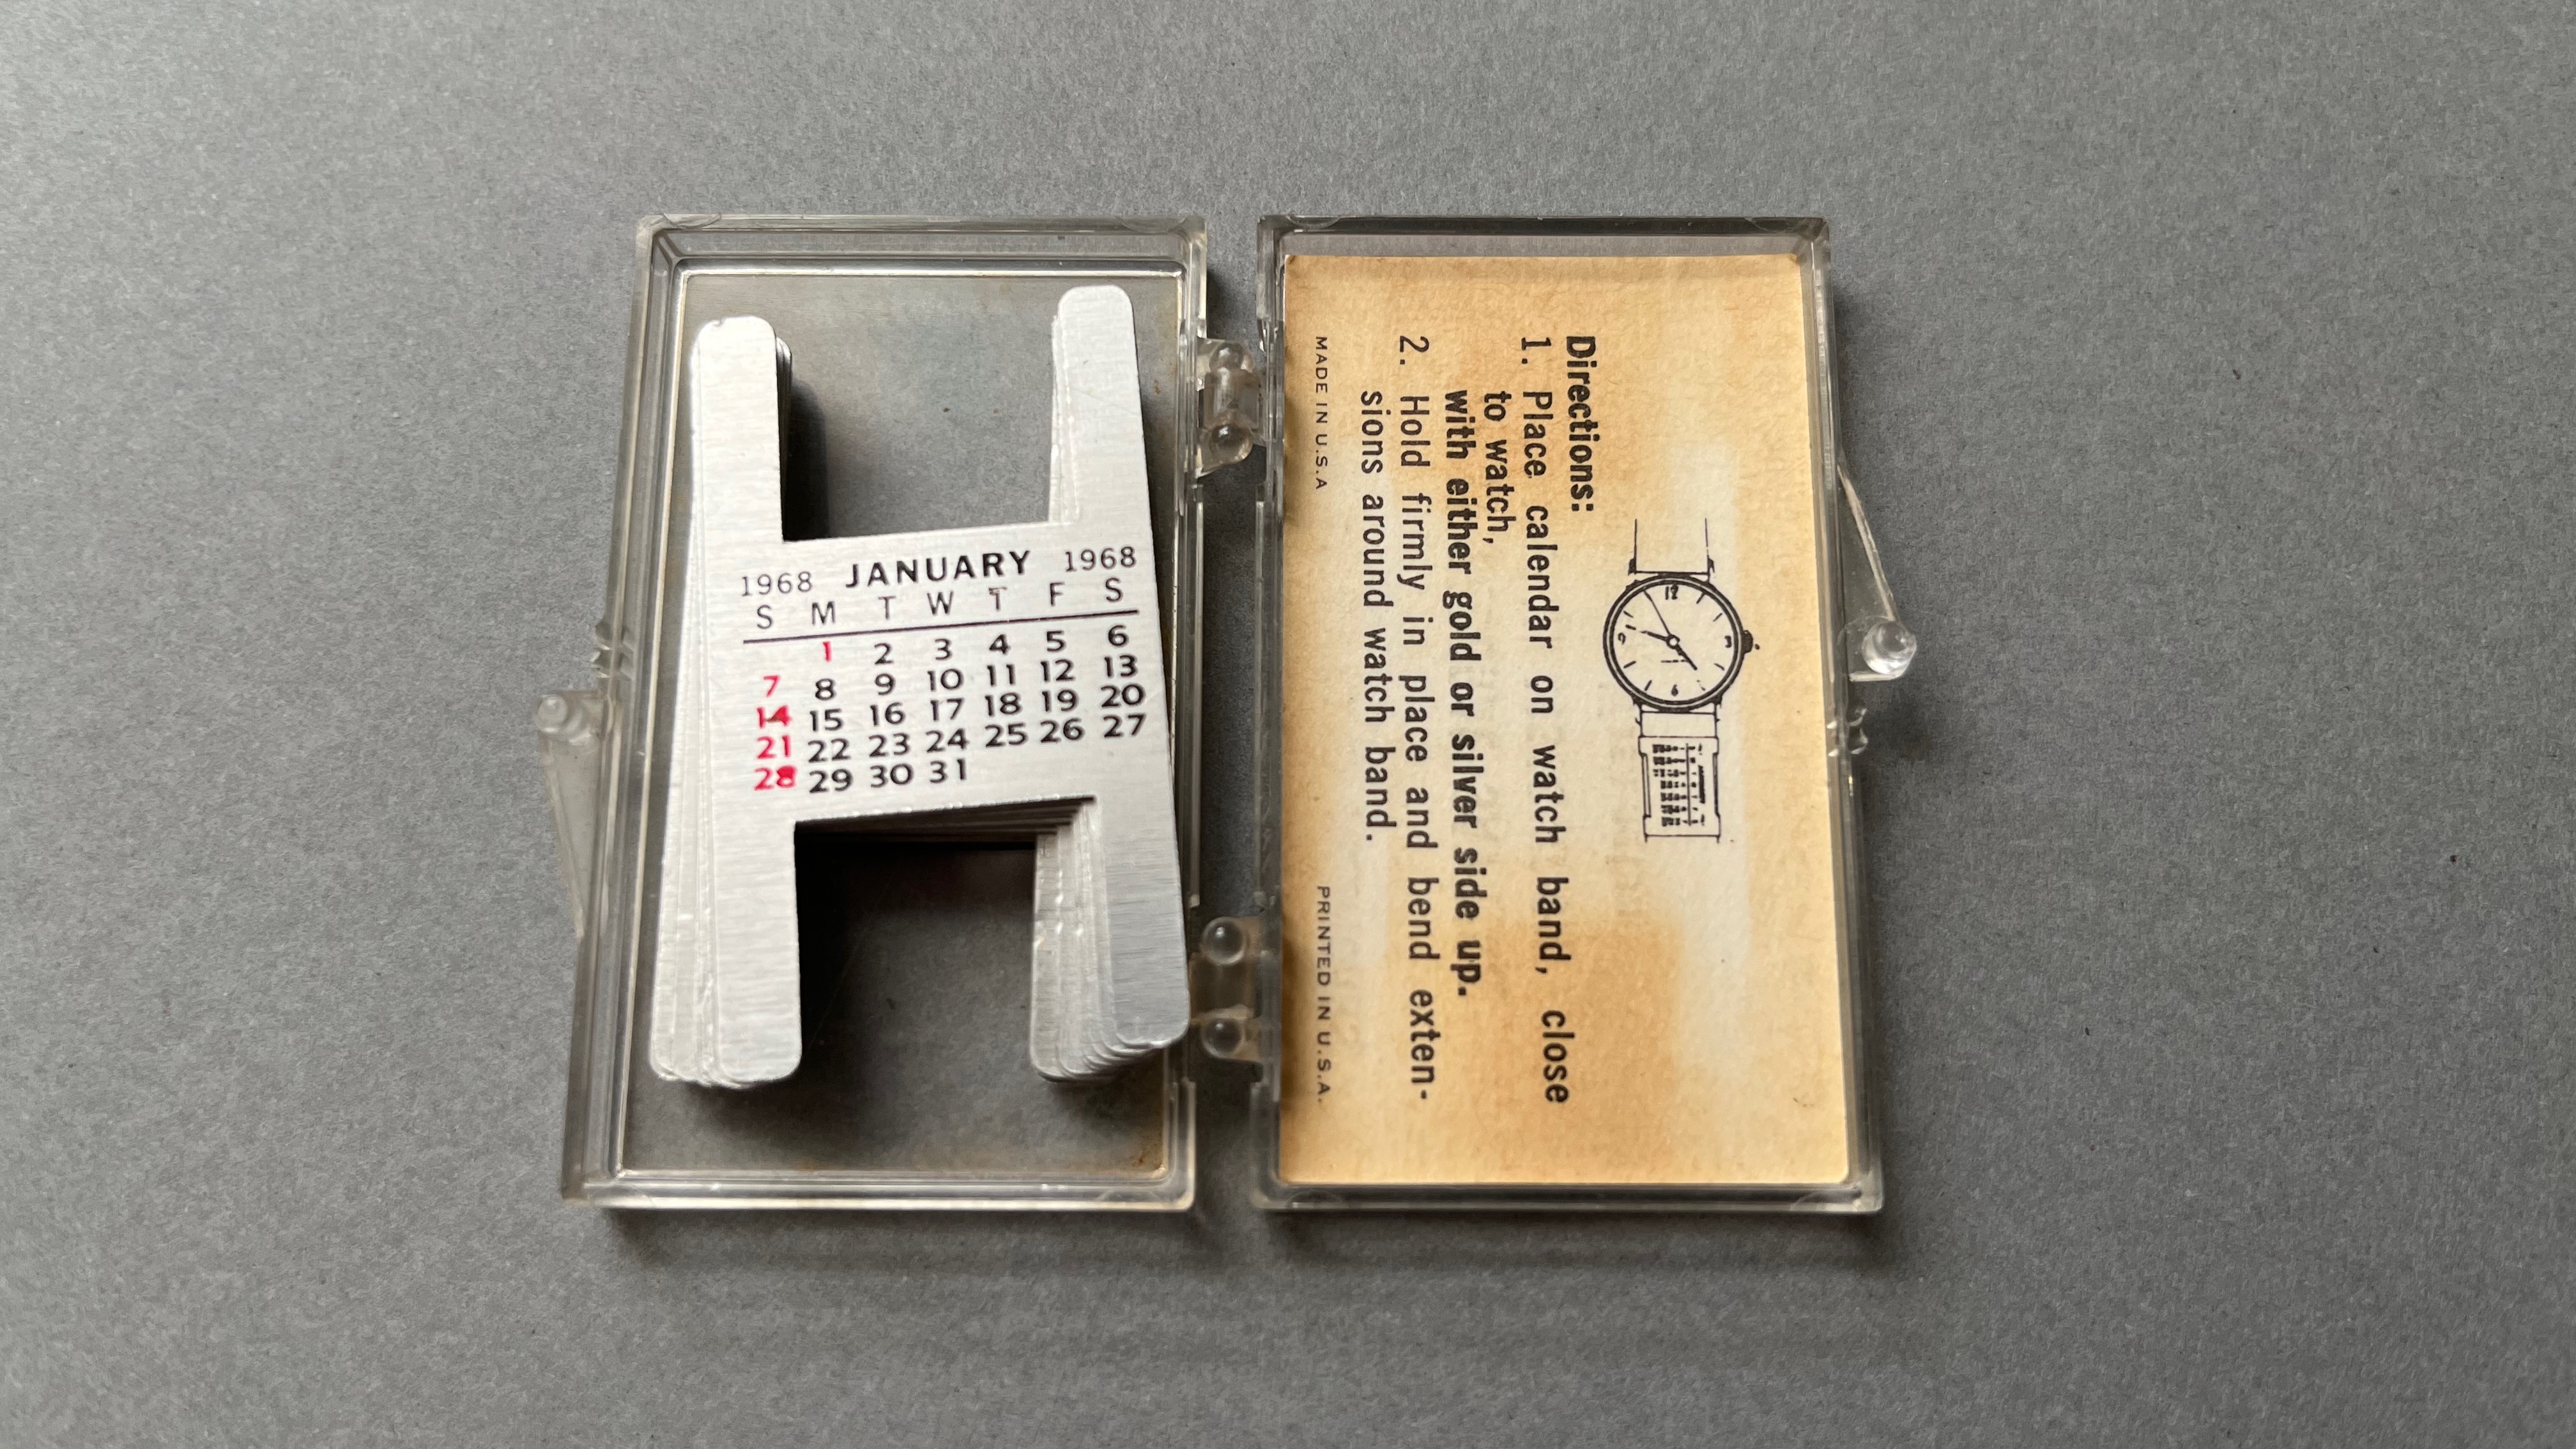 1968 JANUARY 1968
S M T W T F S
1 2 3 4 5 6
7 8 9 10 11 12 13
14 15 16 17 18 19 20
21 22 23 24 25 26 27
28 29 30 31
Directions:
1. Place calendar on watch band, close
to watch,
with either gold or silver side up.
2. Hold firmly in place and bend exten-
sions around watch band.
MADE IN U.S.A PRINTED IN U.S.A.